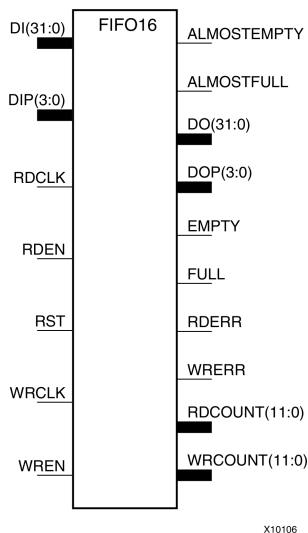 FIFO16
DI(31:0)
DIP(3:0)
RDCLK
RDEN
RST
WRCLK
WREN
ALMOSTEMPTY
ALMOSTFULL
DO(31:0)
DOP(3:0)
EMPTY
FULL
RDERR
WRERR
RDCOUNT(11:0)
WRCOUNT(11:0)
X10106